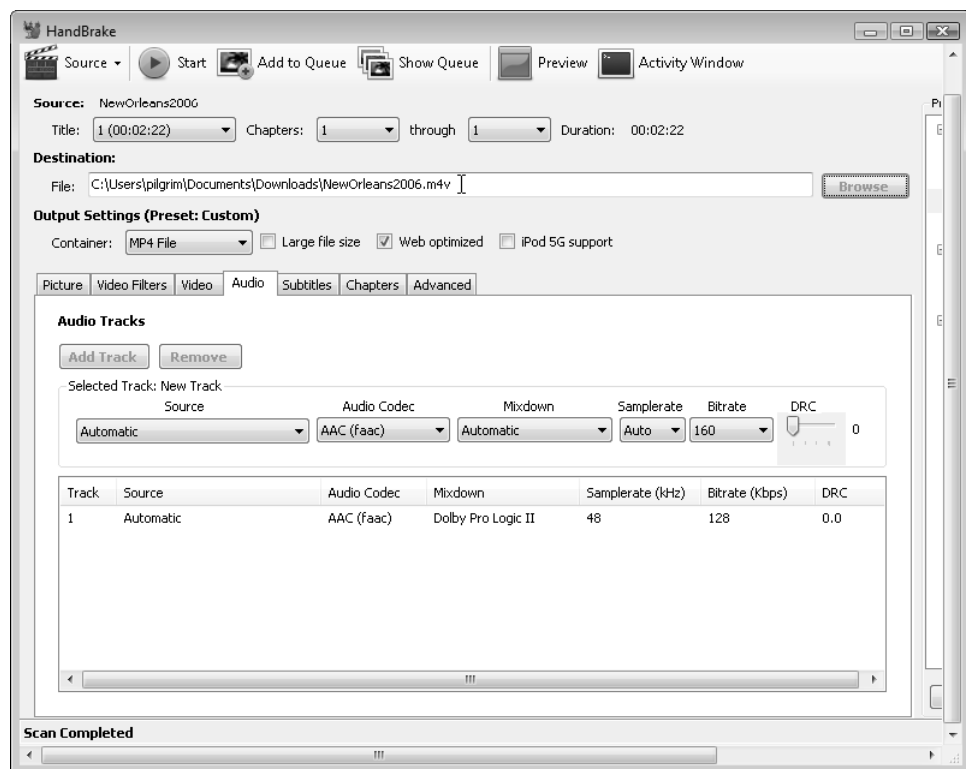 HandBrake
Source Start Add to Queue Show Queue Preview Activity Window
Source: NewOrleans2006
Title: 1 (00:02:22) Chapters: 1 through 1 Duration: 00:02:22
Destination:
File: C:\Users\pilgrim\Documents\Downloads\NewOrleans2006.m4v Browse
Output Settings (Preset: Custom)
Container: MP4 File Large file size Web optimized iPod 5G support
Picture Video Filters Video Audio Subtitles Chapters Advanced
Audio Tracks
Add Track Remove
Selected Track: New Track
Source Audio Codec Mixdown Samplerate Bitrate DRC
Automatic AAC (faac) Automatic Auto 160 0
Track Source Audio Codec Mixdown Samplerate (kHz) Bitrate (Kbps) DRC
1 Automatic AAC (faac) Dolby Pro Logic II 48 128 0.0
Scan Completed